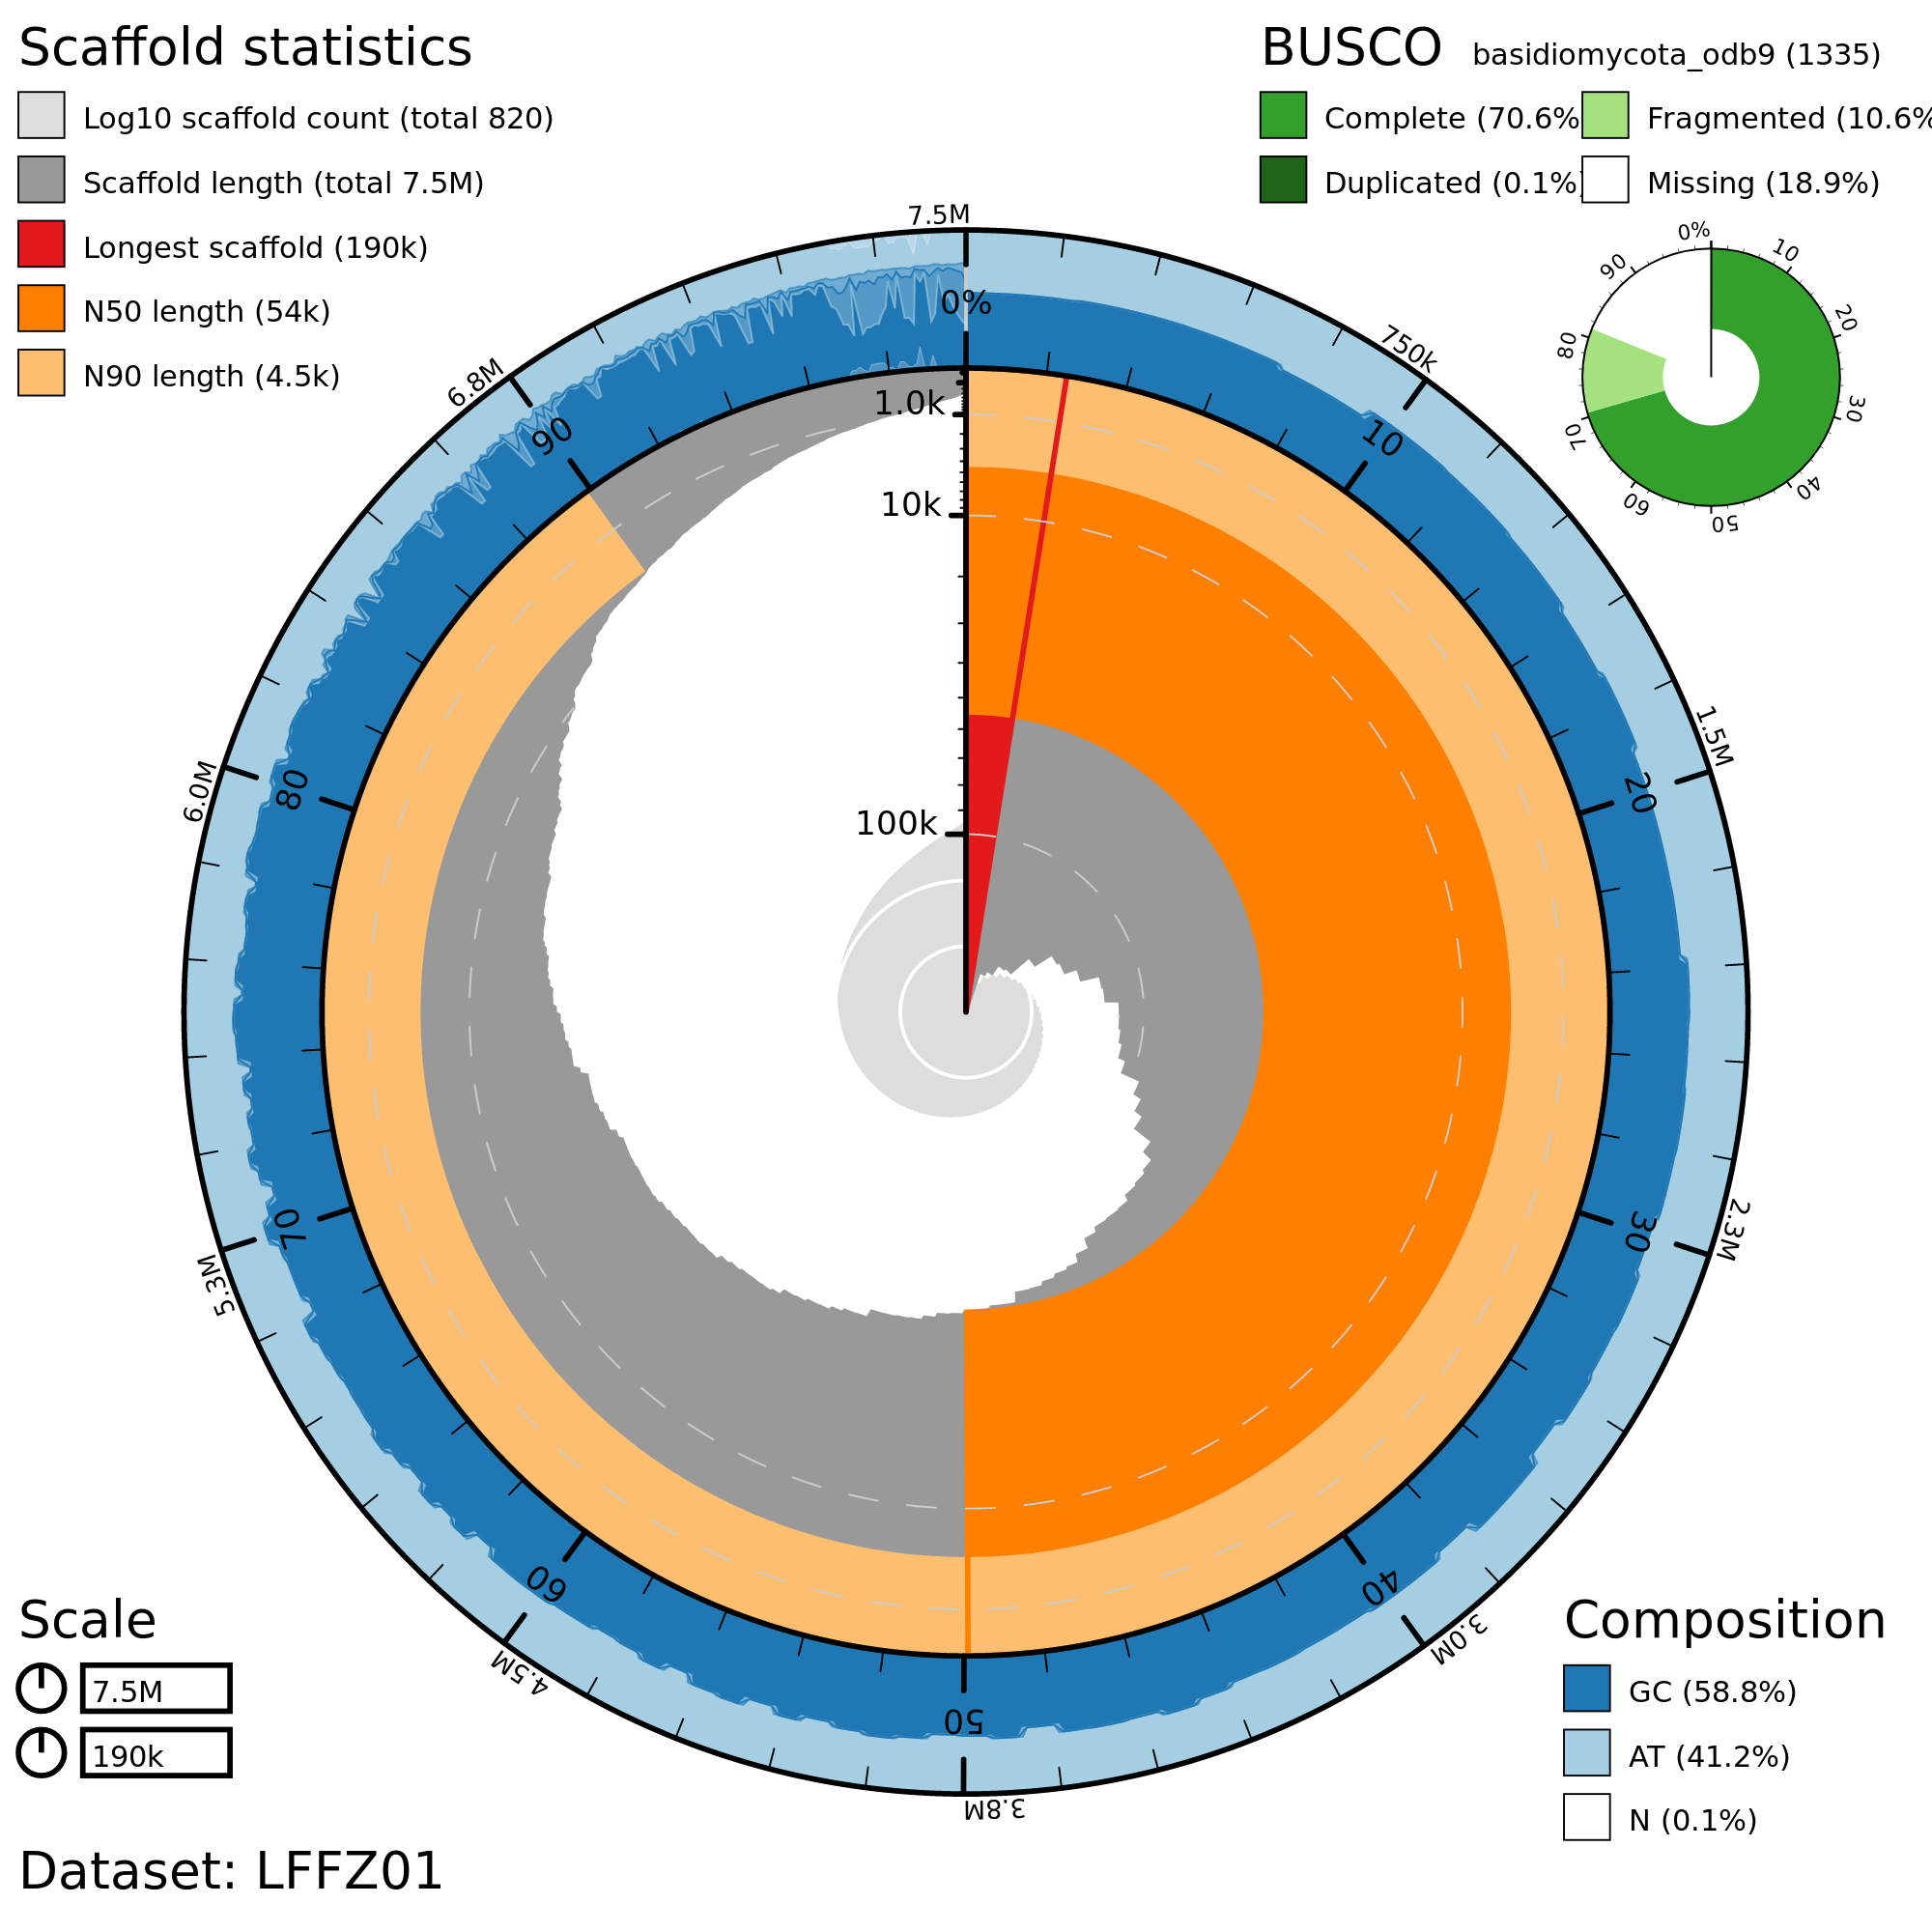 Scaffold statistics
Log10 scaffold count (total 820)
Scaffold length (total 7.5M)
Longest scaffold (190k)
N50 length (54k)
N90 length (4.5k)
BUSCO basidiomycota_odb9 (1335)
Complete (70.6%
Fragmented (10.6%
Duplicated (0.1%)
Missing (18.9%)
0%
10
20
30
40
50
60
70
80
90
7.5M
750k
1.5M
2.3M
3.0M
3.8M
4.5M
5.3M
6.0M
6.8M
0%
10
20
30
40
50
60
70
80
90
1.0k
10k
100k
Scale
7.5M
190k
Composition
GC (58.8%)
AT (41.2%)
N (0.1%)
Dataset: LFFZ01